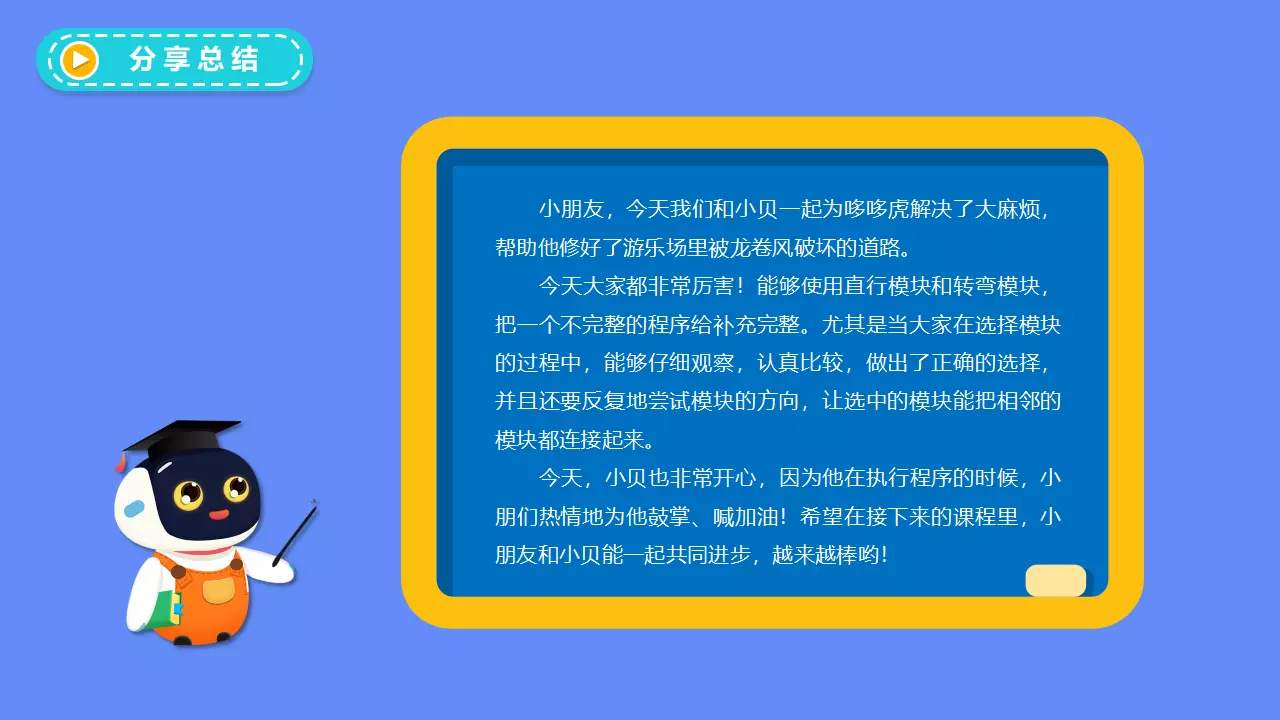 分享总结
小朋友，今天我们和小贝一起为哆哆虎解决了大麻烦，
帮助他修好了游乐场里被龙卷风破坏的道路。
今天大家都非常厉害！能够使用直行模块和转弯模块，
把一个不完整的程序给补充完整。尤其是当大家在选择模块
的过程中，能够仔细观察，认真比较，做出了正确的选择，
并且还要反复地尝试模块的方向，让选中的模块能把相邻的
模块都连接起来。
今天，小贝也非常开心，因为他在执行程序的时候，小
朋们热情地为他鼓掌、喊加油！希望在接下来的课程里，小
朋友和小贝能一起共同进步，越来越棒哟！